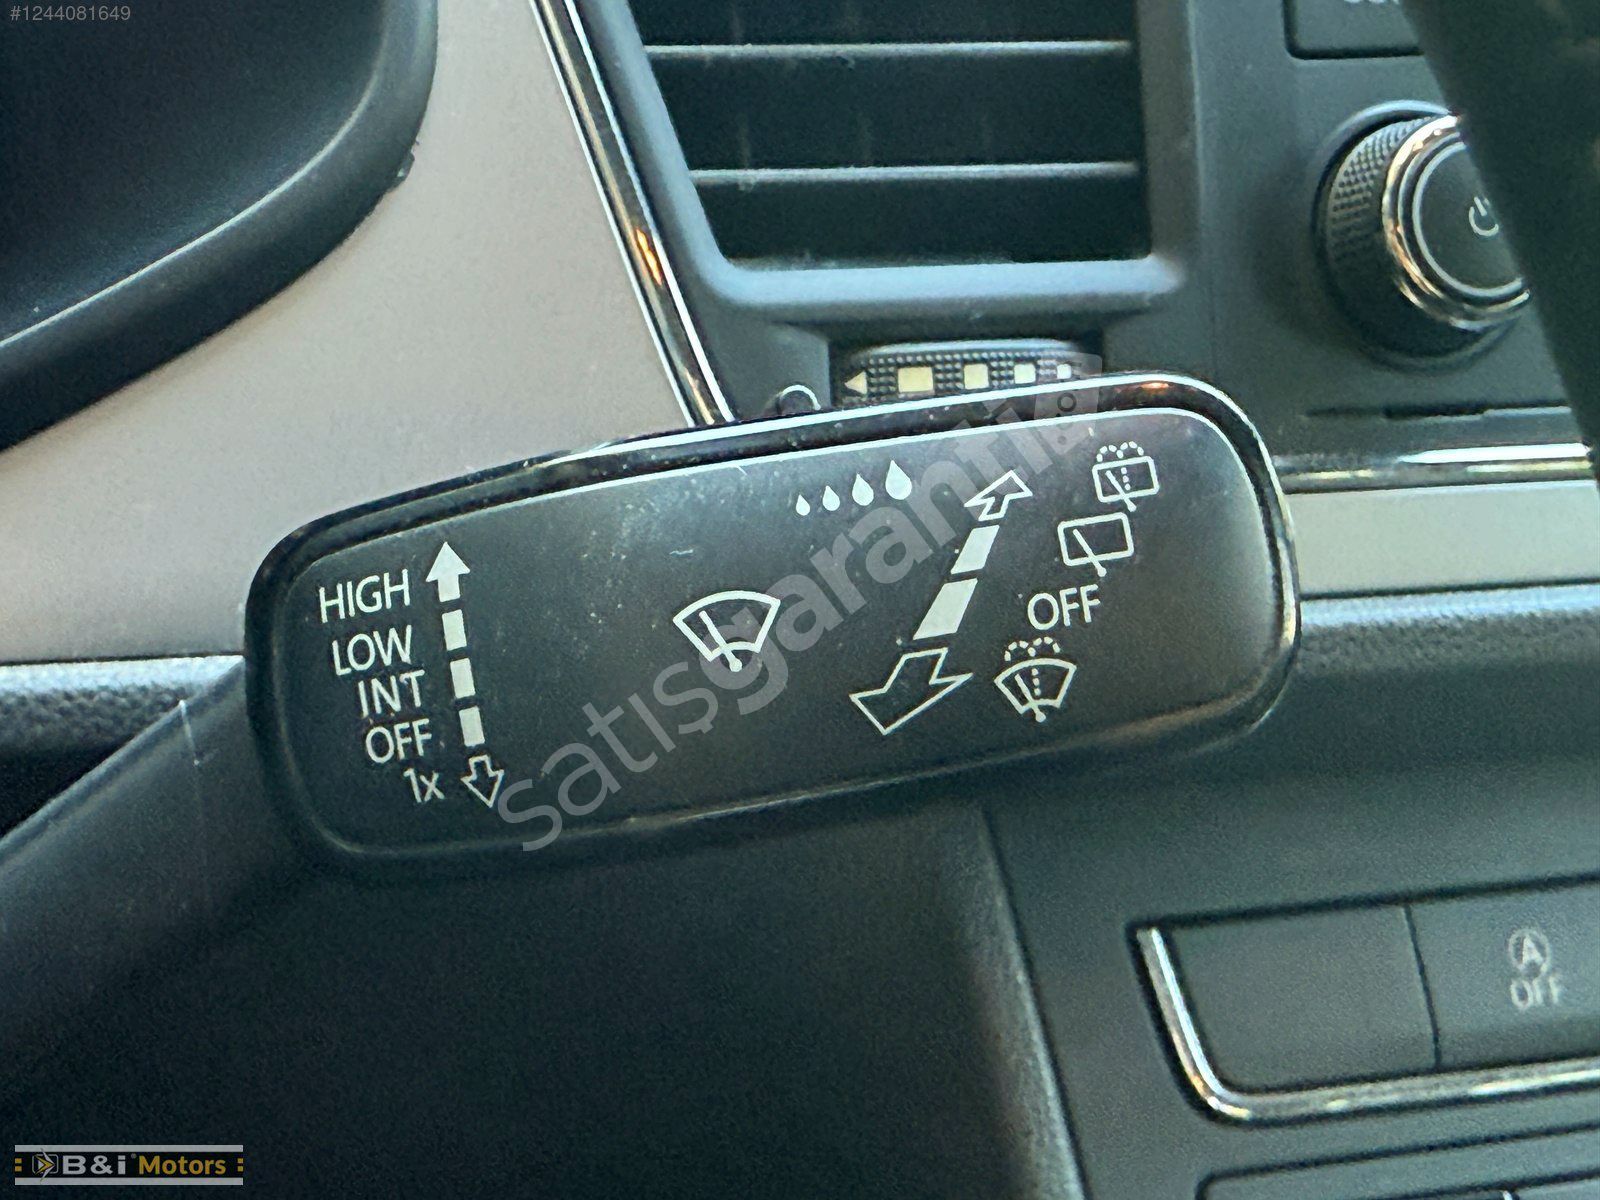 #1244081649
HIGH
LOW
INT
OFF
1x
OFF
satışgaranti
A
OFF
B&i Motors